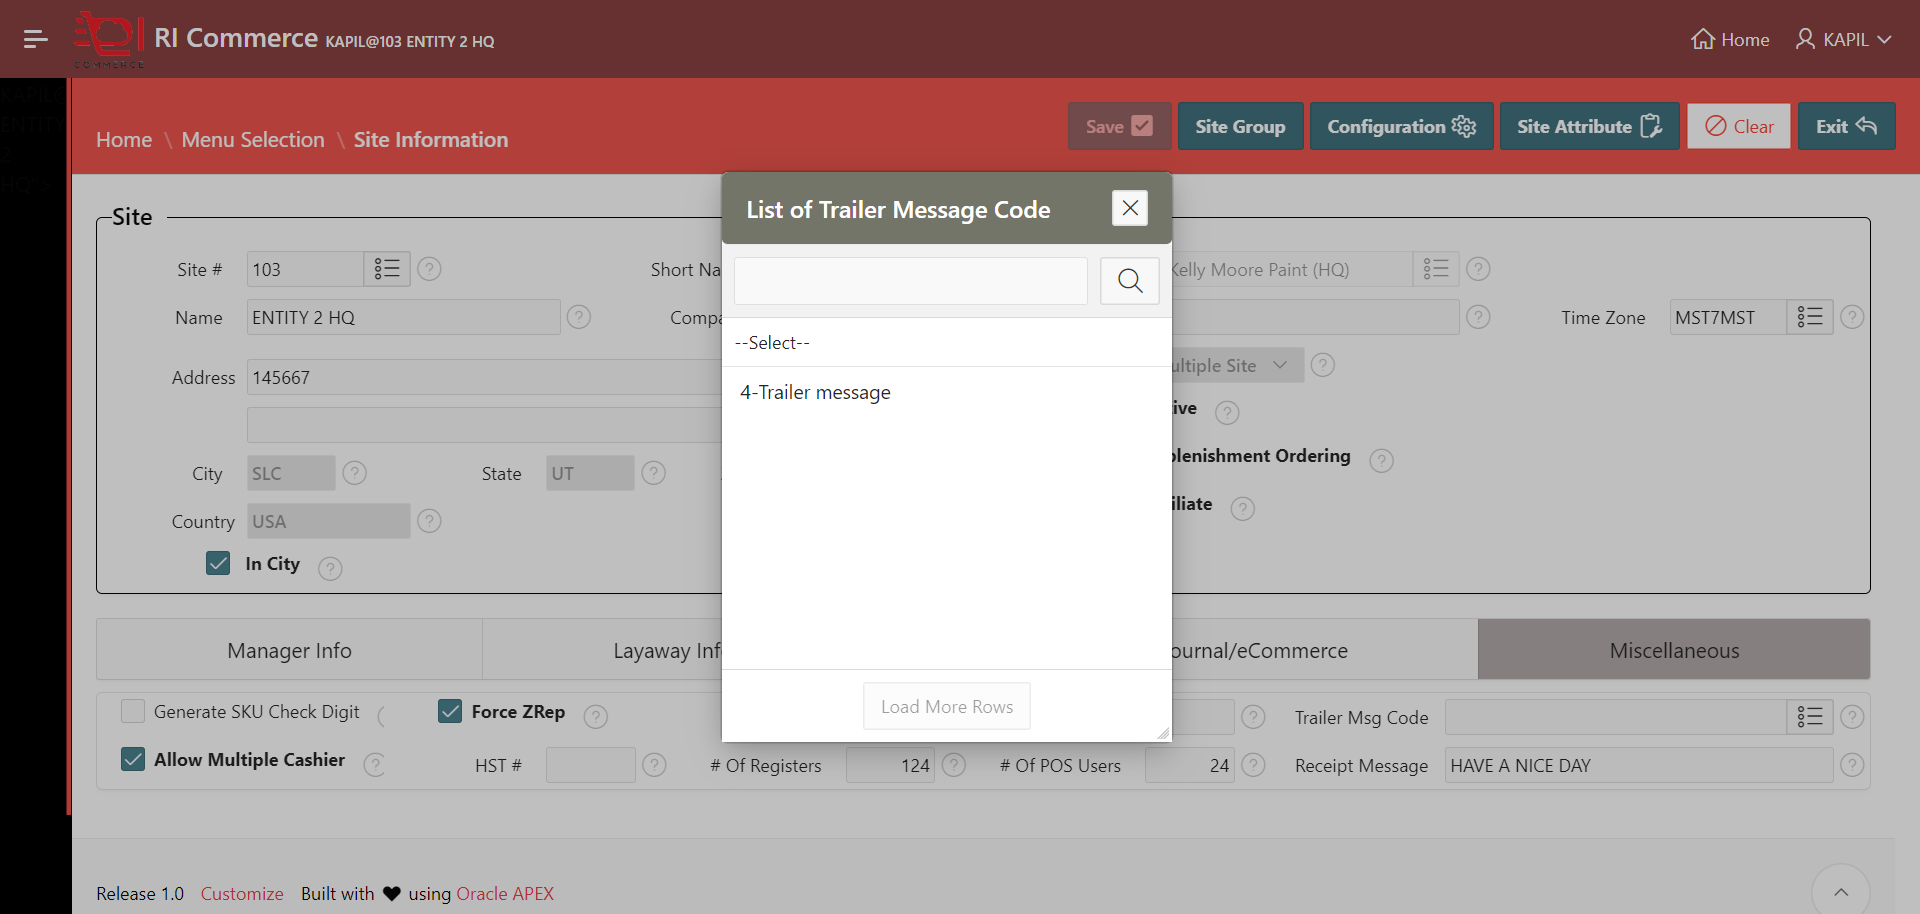 COMMERCE
RI Commerce KAPIL@103 ENTITY 2 HQ
Home
KAPIL
KAPIL@
ENTITY
2
HQ">
Home \ Menu Selection \ Site Information
Save
Site Group
Configuration
Site Attribute
Clear
Exit
List of Trailer Message Code
--Select--
4-Trailer message
Load More Rows
Site
Site # 103
Short Na
Kelly Moore Paint (HQ)
Name ENTITY 2 HQ
Compa
Time Zone MST7MST
Address 145667
ultiple Site
ive
City SLC
State UT
plenishment Ordering
iliate
Country USA
In City
Manager Info
Layaway Inf
ournal/eCommerce
Miscellaneous
Generate SKU Check Digit
Force ZRep
Trailer Msg Code
Allow Multiple Cashier
HST #
# Of Registers 124
# Of POS Users 24
Receipt Message HAVE A NICE DAY
Release 1.0 Customize Built with ♥ using Oracle APEX